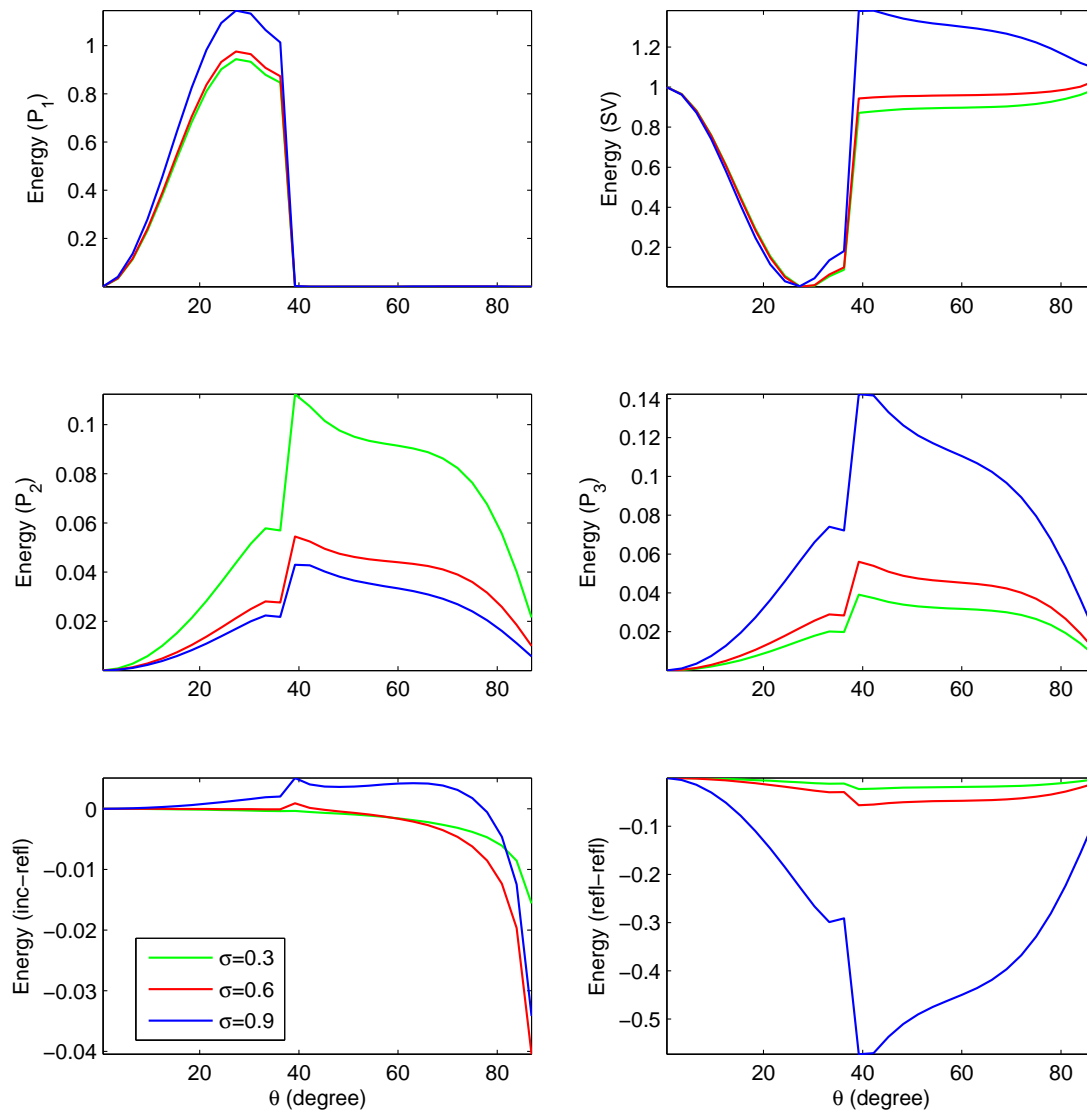 Energy (P1)
1
0.8
0.6
0.4
0.2
20 40 60 80
Energy (SV)
1.2
1
0.8
0.6
0.4
0.2
20 40 60 80
Energy (P2)
0.1
0.08
0.06
0.04
0.02
20 40 60 80
Energy (P3)
0.14
0.12
0.1
0.08
0.06
0.04
0.02
20 40 60 80
Energy (inc−refl)
0
−0.01
−0.02
−0.03
−0.04
20 40 60 80
θ (degree)
σ=0.3
σ=0.6
σ=0.9
Energy (refl−refl)
−0.1
−0.2
−0.3
−0.4
−0.5
20 40 60 80
θ (degree)